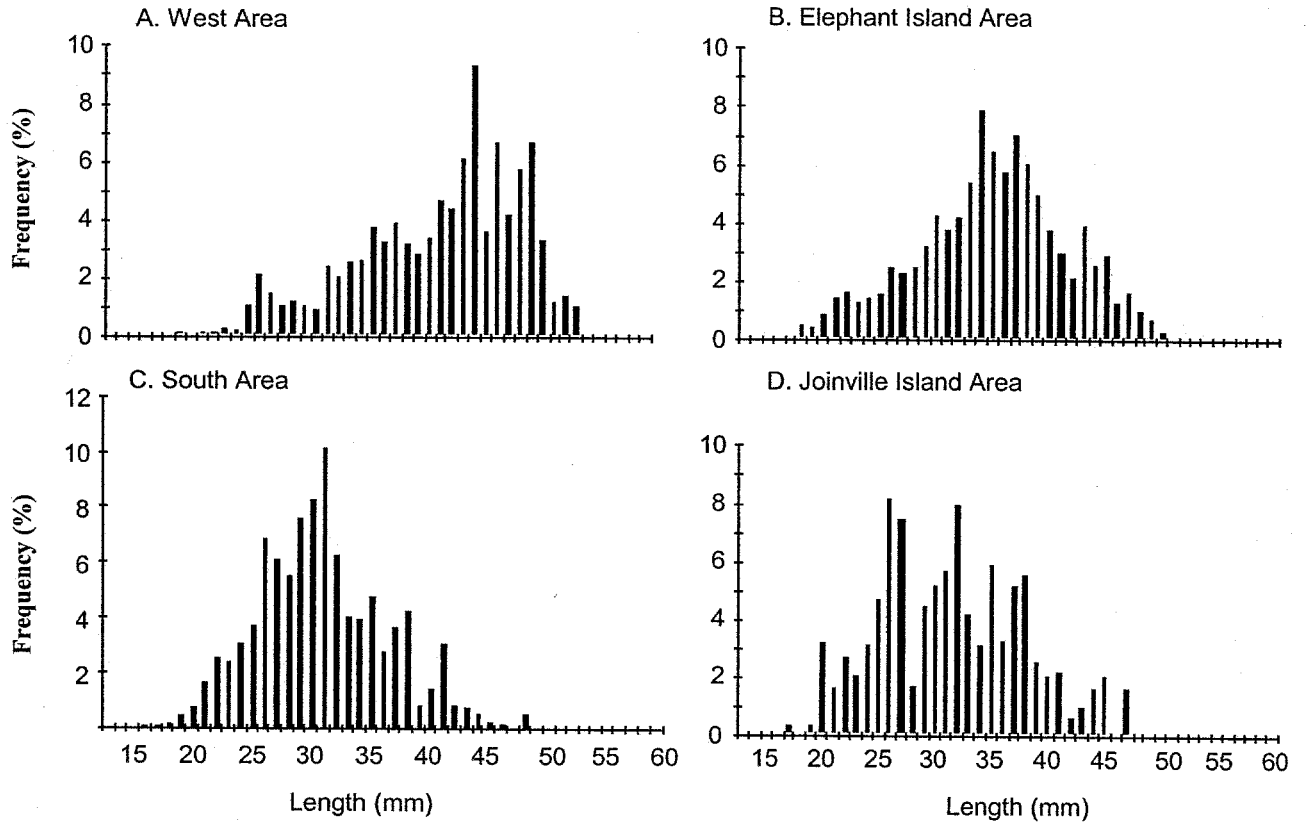 A. West Area
Frequency (%)
10
8
6
4
2
0
B. Elephant Island Area
10
8
6
4
2
0
C. South Area
Frequency (%)
12
10
8
6
4
2
15 20 25 30 35 40 45 50 55 60
Length (mm)
D. Joinville Island Area
10
8
6
4
2
0
15 20 25 30 35 40 45 50 55 60
Length (mm)